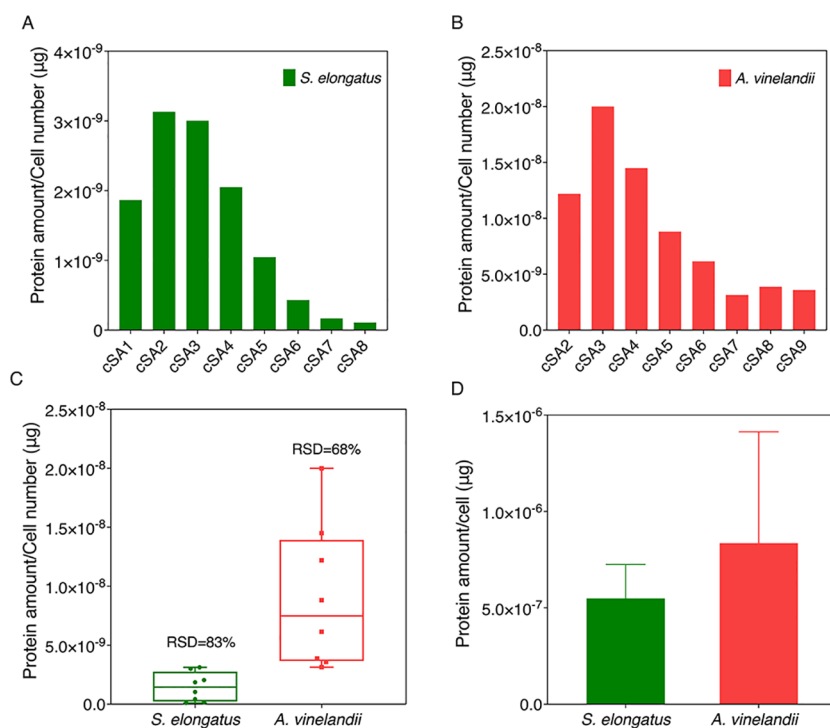 A
Protein amount/Cell number (µg)
4×10⁻⁹
3×10⁻⁹
2×10⁻⁹
1×10⁻⁹
0
S. elongatus
cSA1
cSA2
cSA3
cSA4
cSA5
cSA6
cSA7
cSA8
B
Protein amount/Cell number (µg)
2.5×10⁻⁸
2.0×10⁻⁸
1.5×10⁻⁸
1.0×10⁻⁸
5.0×10⁻⁹
0.0
A. vinelandii
cSA2
cSA3
cSA4
cSA5
cSA6
cSA7
cSA8
cSA9
C
Protein amount/Cell number (µg)
2.5×10⁻⁸
2.0×10⁻⁸
1.5×10⁻⁸
1.0×10⁻⁸
5.0×10⁻⁹
0.0
RSD=83%
RSD=68%
S. elongatus
A. vinelandii
D
Protein amount/cell (µg)
1.5×10⁻⁶
1.0×10⁻⁶
5.0×10⁻⁷
0.0
S. elongatus
A. vinelandii